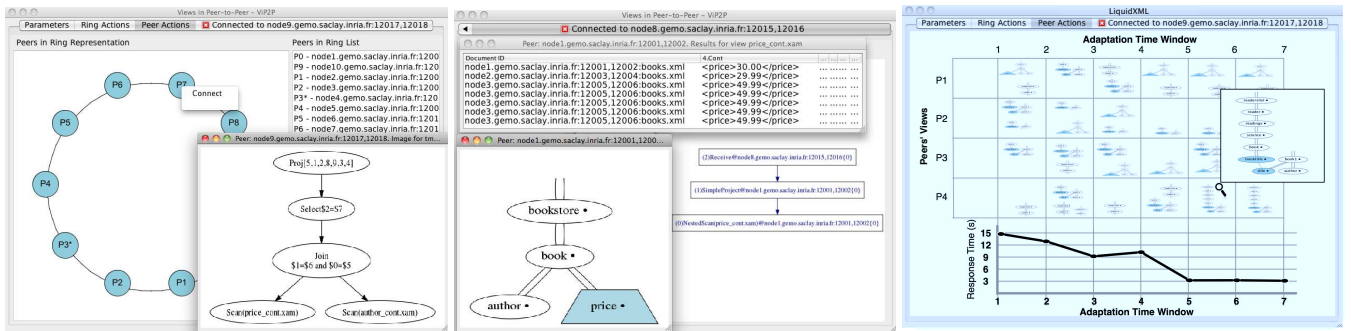 Views in Peer-to-Peer - ViP2P
Parameters Ring Actions Peer Actions Connected to node9.gemo.saclay.inria.fr:12017,12018
Peers in Ring Representation
Peers in Ring List
P0 - node1.gemo.saclay.inria.fr:1200
P9 - node10.gemo.saclay.inria.fr:1200
P1 - node2.gemo.saclay.inria.fr:1200
P2 - node3.gemo.saclay.inria.fr:1200
P3* - node4.gemo.saclay.inria.fr:120
P4 - node5.gemo.saclay.inria.fr:1200
P5 - node6.gemo.saclay.inria.fr:1201
P6 - node7.gemo.saclay.inria.fr:1201
P6
P7
Connect
P5
P8
P4
P3*
P2
P1
Peer: node9.gemo.saclay.inria.fr:12017,12018. Image for tm...
Proj[5,1,2,8,9,3,4]
Select$2=$7
Join
$1=$6 and $0=$5
Scan(price_cont.xam)
Scan(author_cont.xam)
Views in Peer-to-Peer - ViP2P
Connected to node8.gemo.saclay.inria.fr:12015,12016
Peer: node1.gemo.saclay.inria.fr:12001,12002. Results for view price_cont.xam
Document ID 4.Cont ... ... ... ...
node1.gemo.saclay.inria.fr:12001,12002:books.xml <price>30.00</price> ... ... ... ...
node2.gemo.saclay.inria.fr:12003,12004:books.xml <price>29.99</price> ... ... ... ...
node3.gemo.saclay.inria.fr:12005,12006:books.xml <price>49.99</price> ... ... ... ...
node3.gemo.saclay.inria.fr:12005,12006:books.xml <price>49.99</price> ... ... ... ...
node3.gemo.saclay.inria.fr:12005,12006:books.xml <price>49.99</price> ... ... ... ...
node3.gemo.saclay.inria.fr:12005,12006:books.xml <price>49.99</price> ... ... ... ...
Peer: node1.gemo.saclay.inria.fr:12001,1200...
bookstore •
book •
author •
price •
(2)Receive@node8.gemo.saclay.inria.fr:12015,12016{0}
(1)SimpleProject@node1.gemo.saclay.inria.fr:12001,12002{0}
(0)NestedScan(price_cont.xam)@node1.gemo.saclay.inria.fr:12001,12002{0}
LiquidXML
Parameters Ring Actions Peer Actions Connected to node9.gemo.saclay.inria.fr:12017,12018
Adaptation Time Window
1 2 3 4 5 6 7
Peers' Views
P1
P2
P3
P4
reader •
readings •
science •
book •
booktitle •
book •
title •
author •
Response Time (s)
15
12
9
6
3
1 2 3 4 5 6 7
Adaptation Time Window